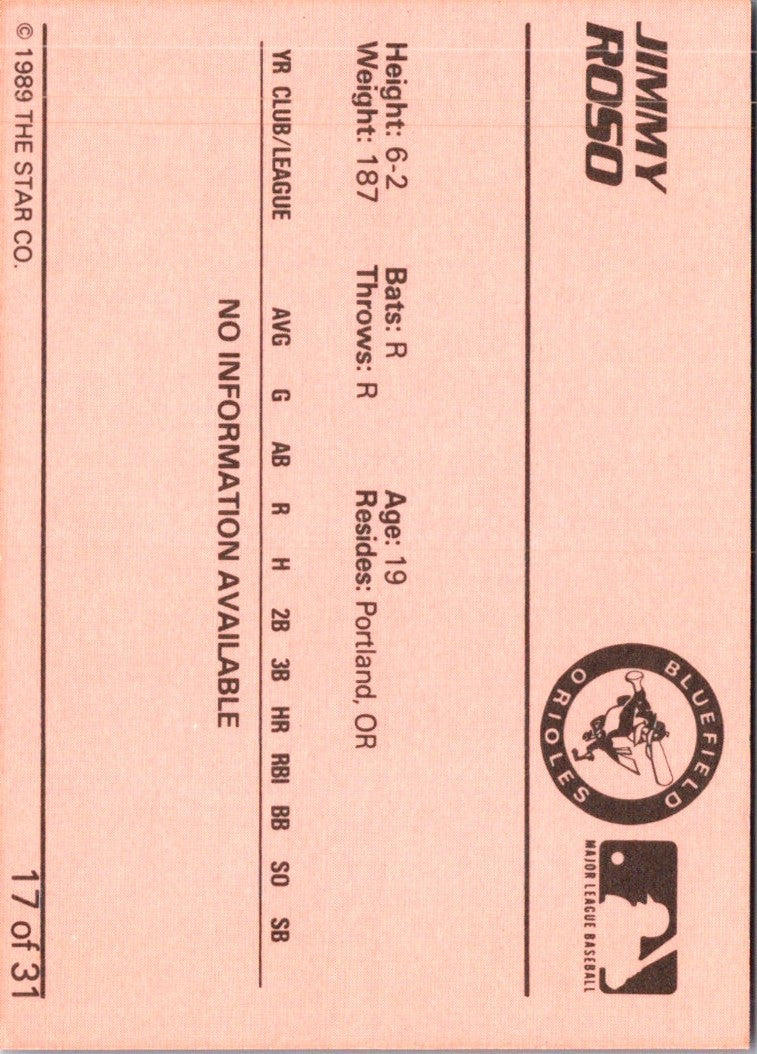 JIMMY
ROSO
BLUEFIELD
ORIOLES
MAJOR LEAGUE BASEBALL
Height: 6-2 Bats: R Age: 19
Weight: 187 Throws: R Resides: Portland, OR
YR CLUB/LEAGUE AVG G AB R H 2B 3B HR RBI BB SO SB
NO INFORMATION AVAILABLE
© 1989 THE STAR CO. 17 of 31